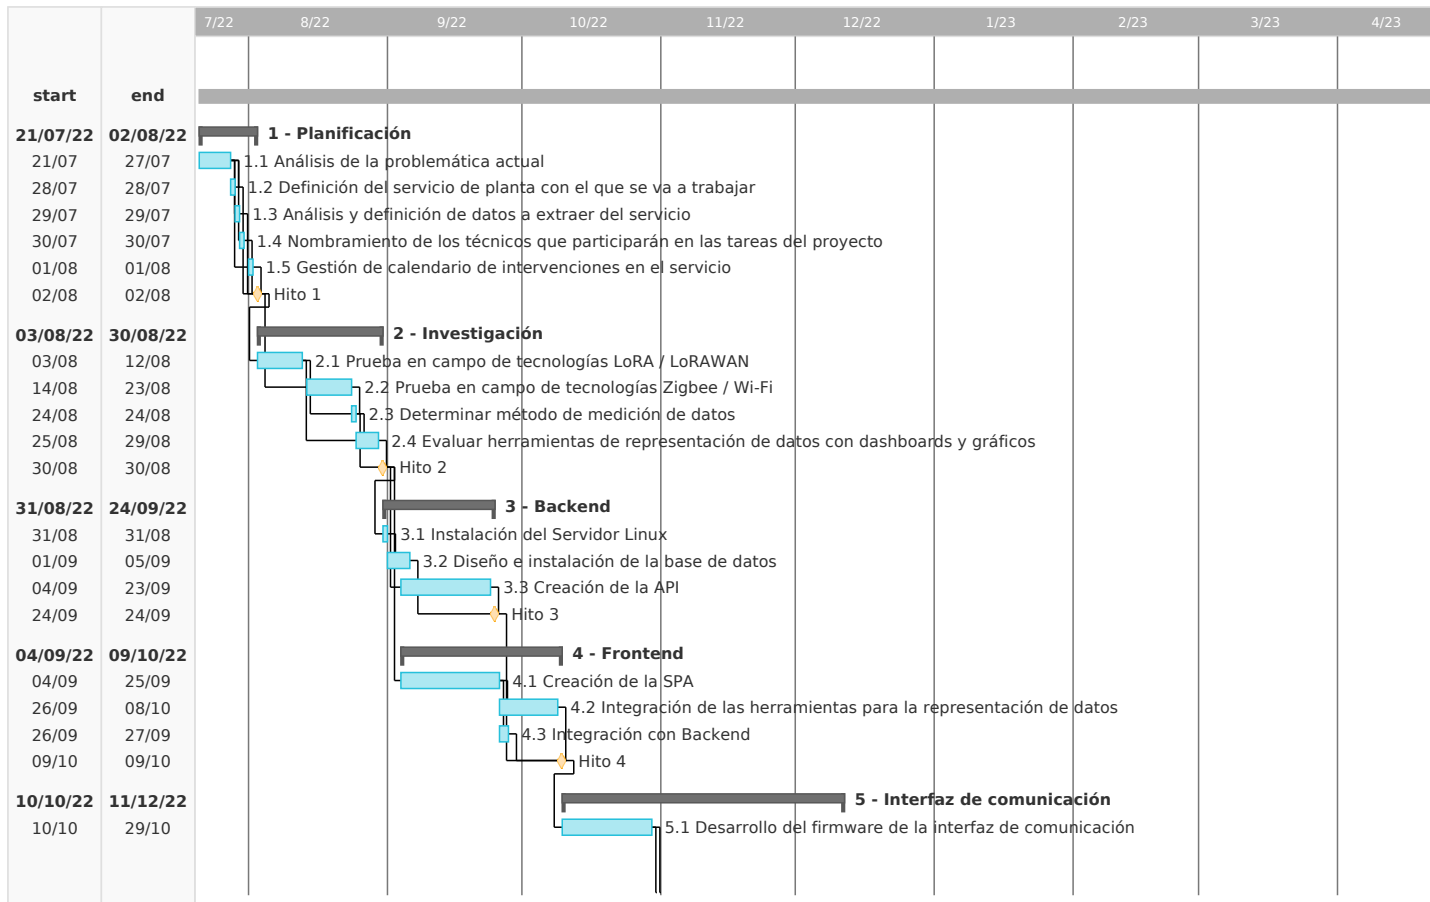 7/22 8/22 9/22 10/22 11/22 12/22 1/23 2/23 3/23 4/23
start end
21/07/22 02/08/22 1 - Planificación
21/07 27/07 1.1 Análisis de la problemática actual
28/07 28/07 1.2 Definición del servicio de planta con el que se va a trabajar
29/07 29/07 1.3 Análisis y definición de datos a extraer del servicio
30/07 30/07 1.4 Nombramiento de los técnicos que participarán en las tareas del proyecto
01/08 01/08 1.5 Gestión de calendario de intervenciones en el servicio
02/08 02/08 Hito 1
03/08/22 30/08/22 2 - Investigación
03/08 12/08 2.1 Prueba en campo de tecnologías LoRA / LoRAWAN
14/08 23/08 2.2 Prueba en campo de tecnologías Zigbee / Wi-Fi
24/08 24/08 2.3 Determinar método de medición de datos
25/08 29/08 2.4 Evaluar herramientas de representación de datos con dashboards y gráficos
30/08 30/08 Hito 2
31/08/22 24/09/22 3 - Backend
31/08 31/08 3.1 Instalación del Servidor Linux
01/09 05/09 3.2 Diseño e instalación de la base de datos
04/09 23/09 3.3 Creación de la API
24/09 24/09 Hito 3
04/09/22 09/10/22 4 - Frontend
04/09 25/09 4.1 Creación de la SPA
26/09 08/10 4.2 Integración de las herramientas para la representación de datos
26/09 27/09 4.3 Integración con Backend
09/10 09/10 Hito 4
10/10/22 11/12/22 5 - Interfaz de comunicación
10/10 29/10 5.1 Desarrollo del firmware de la interfaz de comunicación